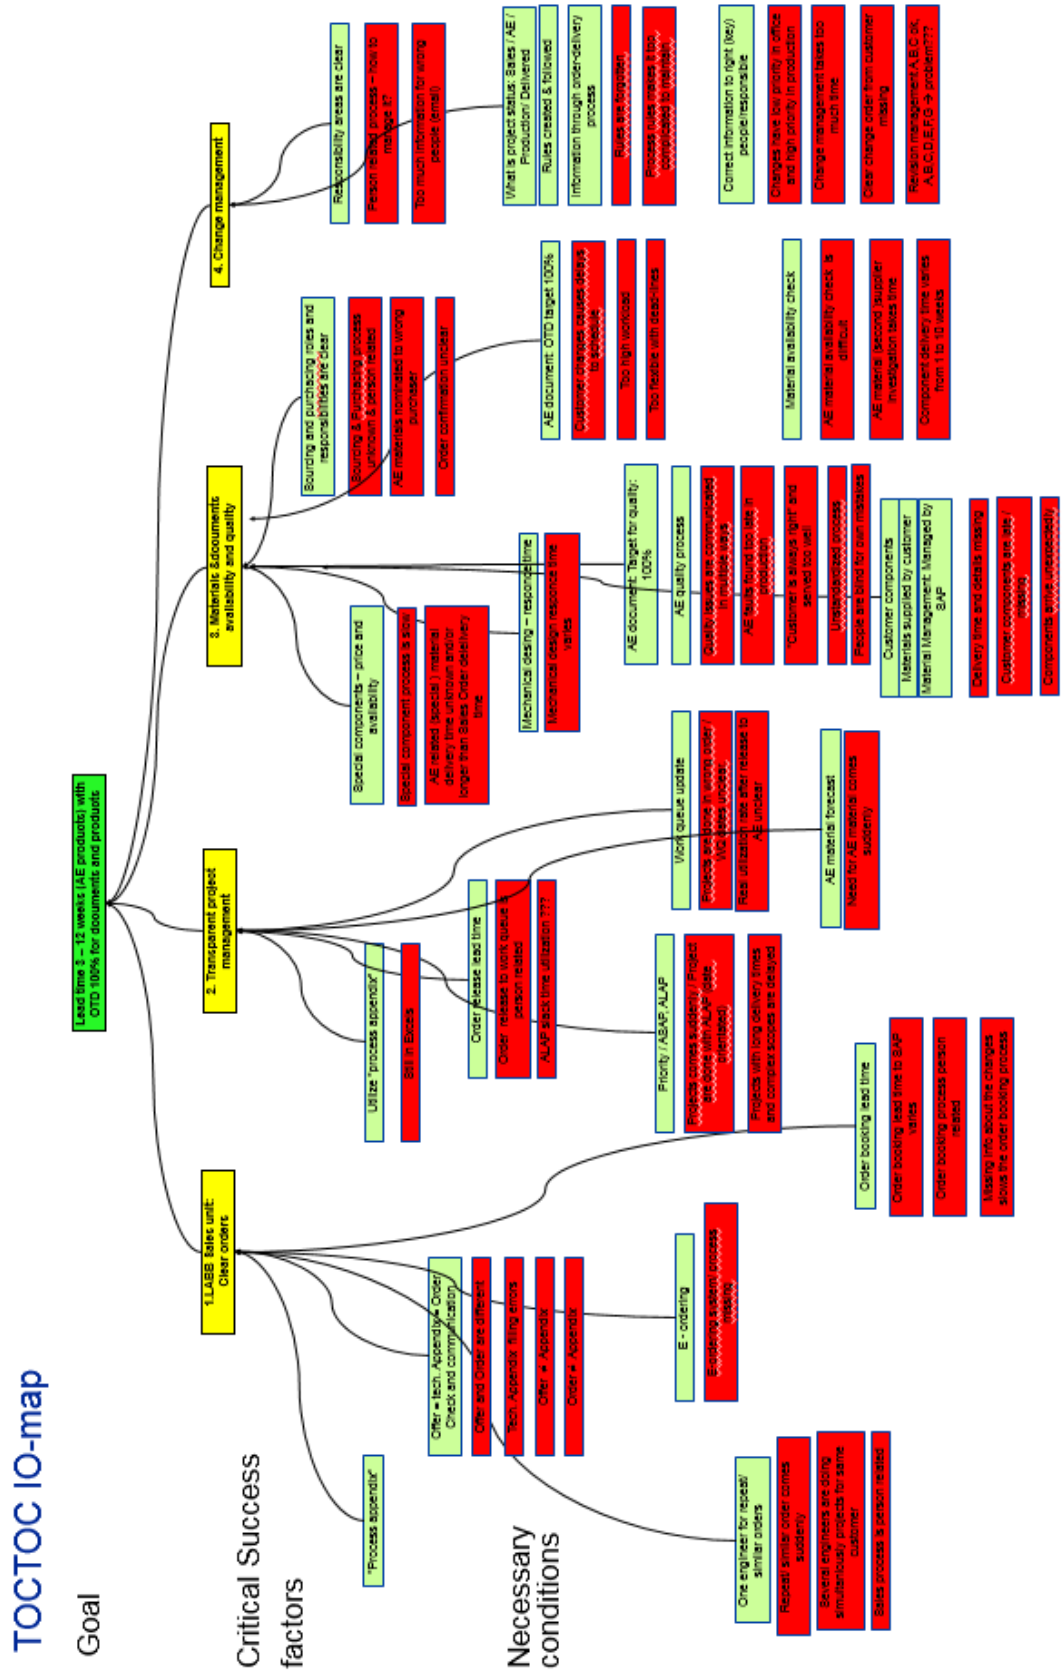 TOCTOC IO-map
Goal
Lead time 3 – 12 weeks (AE products) with
OTD 100% for documents and products
Critical Success
factors
1.LABB Sales unit:
Clear orders
2. Transparent project
management
3. Materials &documents
availability and quality
4. Change management
Necessary
conditions
"Process appendix"
Offer = tech. Appendix= Order
Check and communication
Offer and Order are different
Tech. Appendix filing errors
Offer ≠ Appendix
Order ≠ Appendix
One engineer for repeat/
similar orders
Repeat/ similar order comes
suddenly
Several engineers are doing
simultaniously projects for same
customer
Sales process is person related
E - ordering
E-ordering system/ process
missing
Order booking lead time
Order booking lead time to SAP
varies
Order booking process person
related
Missing info about the changes
slows the order booking process
Utilize "process appendix"
Still in Excels
Order release lead time
Order release to work queue is
person related
ALAP slack time utilization ???
Priority / ASAP, ALAP
Projects comes suddenly / Project
are done with ALAP (date
orientated)
Projects with long delivery times
and complex scopes are delayed
Work queue update
Projects are done in wrong order /
WQ dates unclear
Real utilization rate after release to
AE unclear
AE material forecast
Need for AE material comes
suddenly
Special components – price and
availability
Special component process is slow
AE related (special ) material
delivery time unknown and/or
longer than Sales Order delelivery
time
Mechanical desing – responge time
Mechanical design responce time
varies
Sourcing and purchacing roles and
responsibilities are clear
Sourcing & Purchacing process
unknown & person related
AE materials nominated to wrong
purchaser
Order confirmation unclear
AE document: Target for quality:
100%
AE quality process
Quality issues are communicated
in multiple ways
AE faults found too late in
production
"Customer is always right" and
served too well
Unstandardized process
People are blind for own mistakes
Customer components
Materials supplied by customer
Material Management: Managed by
SAP
Delivery time and details missing
Customer components are late /
missing
Components arrive unexpectedly
AE document: OTD target 100%
Customer changes causes delays
to schedule
Too high workload
Too flexible with dead-lines
Material availability check
AE material availability check is
difficult
AE material (second )supplier
investigation takes time
Component delivery time varies
from 1 to 10 weeks
Responsibility areas are clear
Person related process – how to
manage it?
Too much information for wrong
people (email)
What is project status: Sales / AE /
Production/ Delivered
Rules created & followed
Information through order-delivery
process
Rules are forgotten
Process rules makes it too
complicated to maintain
Correct information to right (key)
people/responsible
Changes have low priority in office
and high priority in production
Change management takes too
much time
Clear change order from customer
missing
Revision management A,B,C ok,
A,B,C,D,E,F,G → problem???